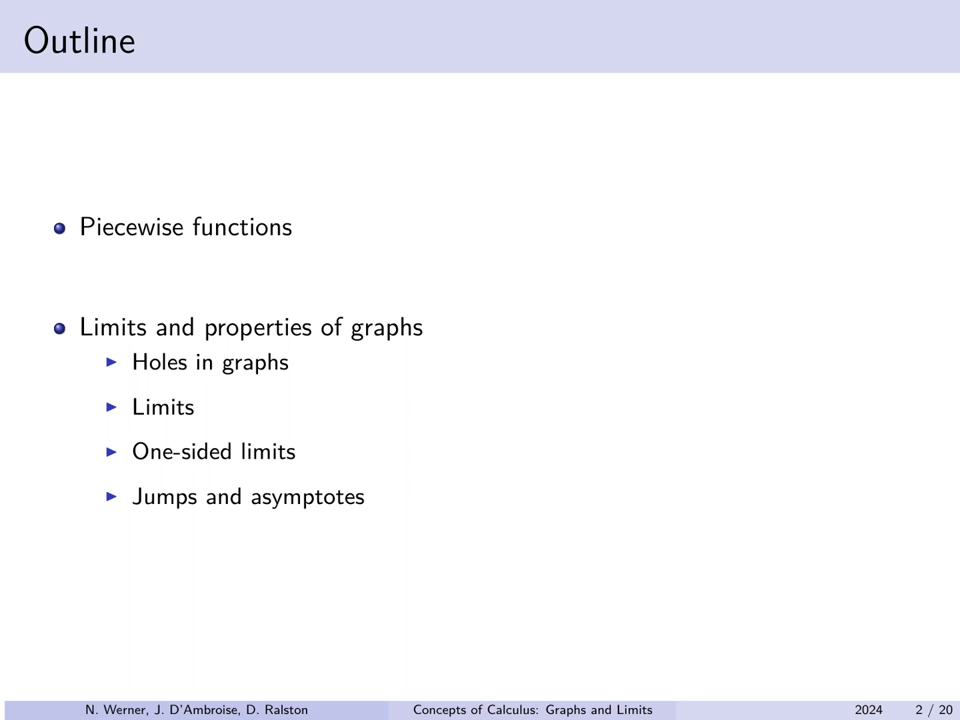 Outline
Piecewise functions
Limits and properties of graphs
Holes in graphs
Limits
One-sided limits
Jumps and asymptotes
N. Werner, J. D'Ambroise, D. Ralston Concepts of Calculus: Graphs and Limits 2024 2 / 20